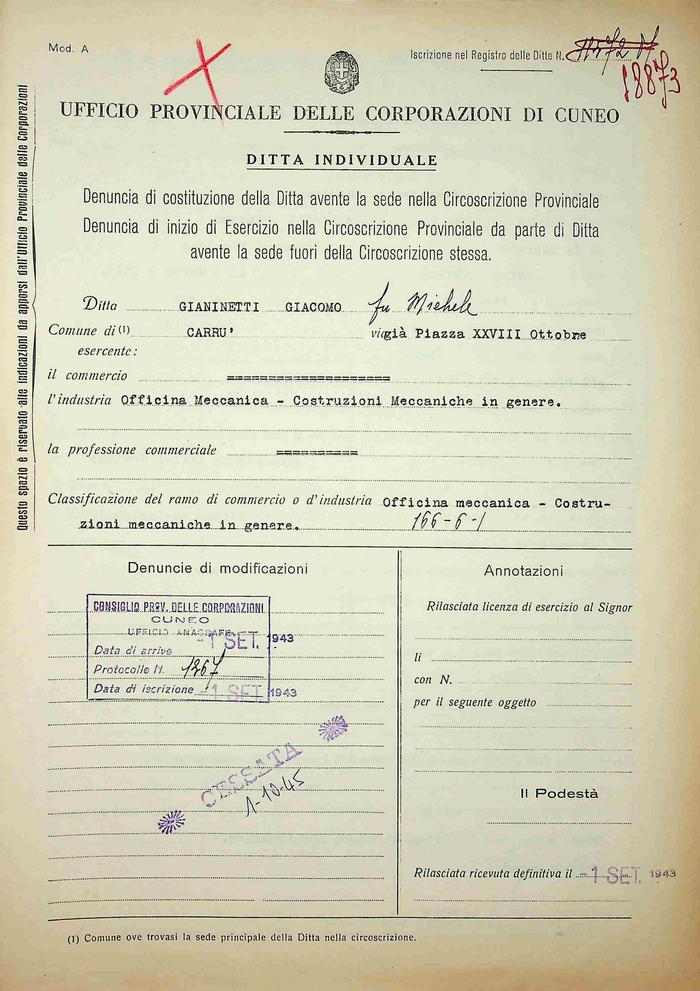 Mod. A
Iscrizione nel Registro delle Ditte N.
18873
UFFICIO PROVINCIALE DELLE CORPORAZIONI DI CUNEO
DITTA INDIVIDUALE
Denuncia di costituzione della Ditta avente la sede nella Circoscrizione Provinciale
Denuncia di inizio di Esercizio nella Circoscrizione Provinciale da parte di Ditta
avente la sede fuori della Circoscrizione stessa.
Questo spazio è riservato alle indicazioni da apporsi dall'Ufficio Provinciale delle Corporazioni
Ditta GIANINETTI GIACOMO fu Michele
Comune di (1) CARRU' via già Piazza XXVIII Ottobre
esercente:
il commercio ====================
l'industria Officina Meccanica - Costruzioni Meccaniche in genere.
la professione commerciale ==========
Classificazione del ramo di commercio o d'industria Officina meccanica - Costru-
zioni meccaniche in genere. 166-6-1
Denuncie di modificazioni
CONSIGLIO PROV. DELLE CORPORAZIONI
CUNEO
UFFICIO ANAGRAFE
Data di arrivo -1 SET. 1943
Protocollo N. 1267
Data di iscrizione -1 SET. 1943
CESSATA
1-10-45
Annotazioni
Rilasciata licenza di esercizio al Signor
li
con N.
per il seguente oggetto
Il Podestà
Rilasciata ricevuta definitiva il -1 SET. 1943
(1) Comune ove trovasi la sede principale della Ditta nella circoscrizione.